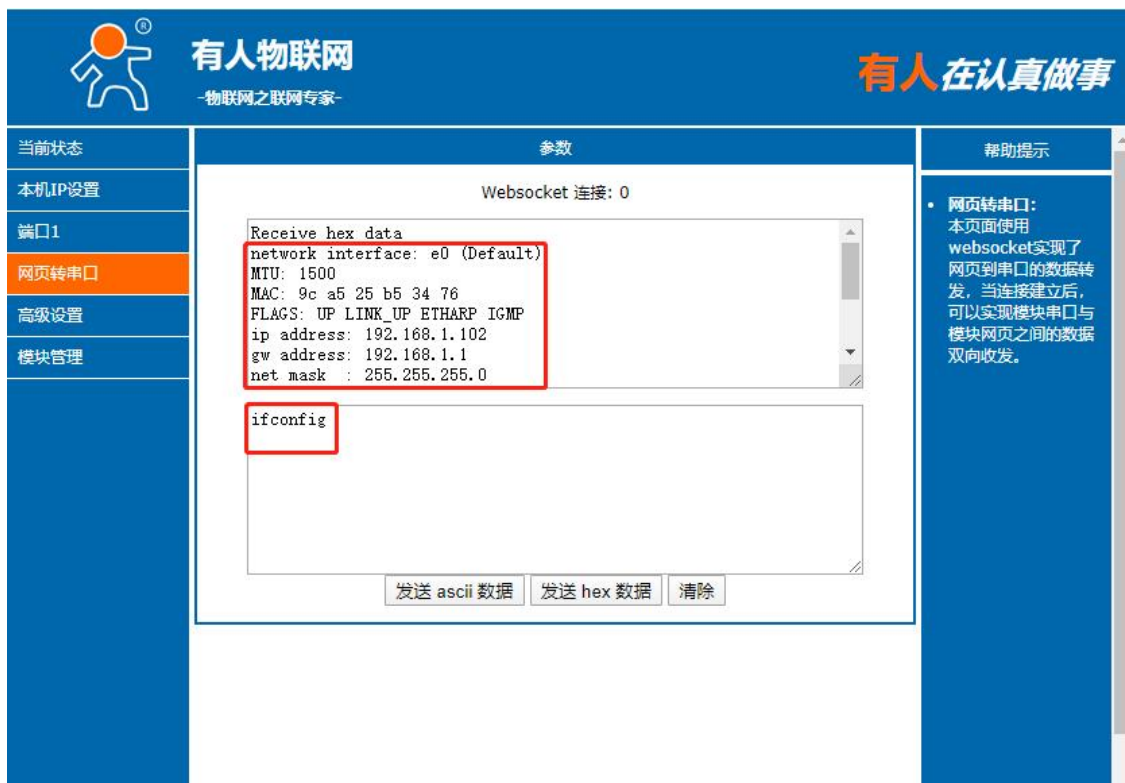 ®
有人物联网
-物联网之联网专家-
有人在认真做事
当前状态
本机IP设置
端口1
网页转串口
高级设置
模块管理
参数
Websocket 连接: 0
Receive hex data
network interface: e0 (Default)
MTU: 1500
MAC: 9c a5 25 b5 34 76
FLAGS: UP LINK_UP ETHARP IGMP
ip address: 192.168.1.102
gw address: 192.168.1.1
net mask : 255.255.255.0
ifconfig
发送 ascii 数据 发送 hex 数据 清除
帮助提示
• 网页转串口:
本页面使用
websocket实现了
网页到串口的数据转
发，当连接建立后，
可以实现模块串口与
模块网页之间的数据
双向收发。